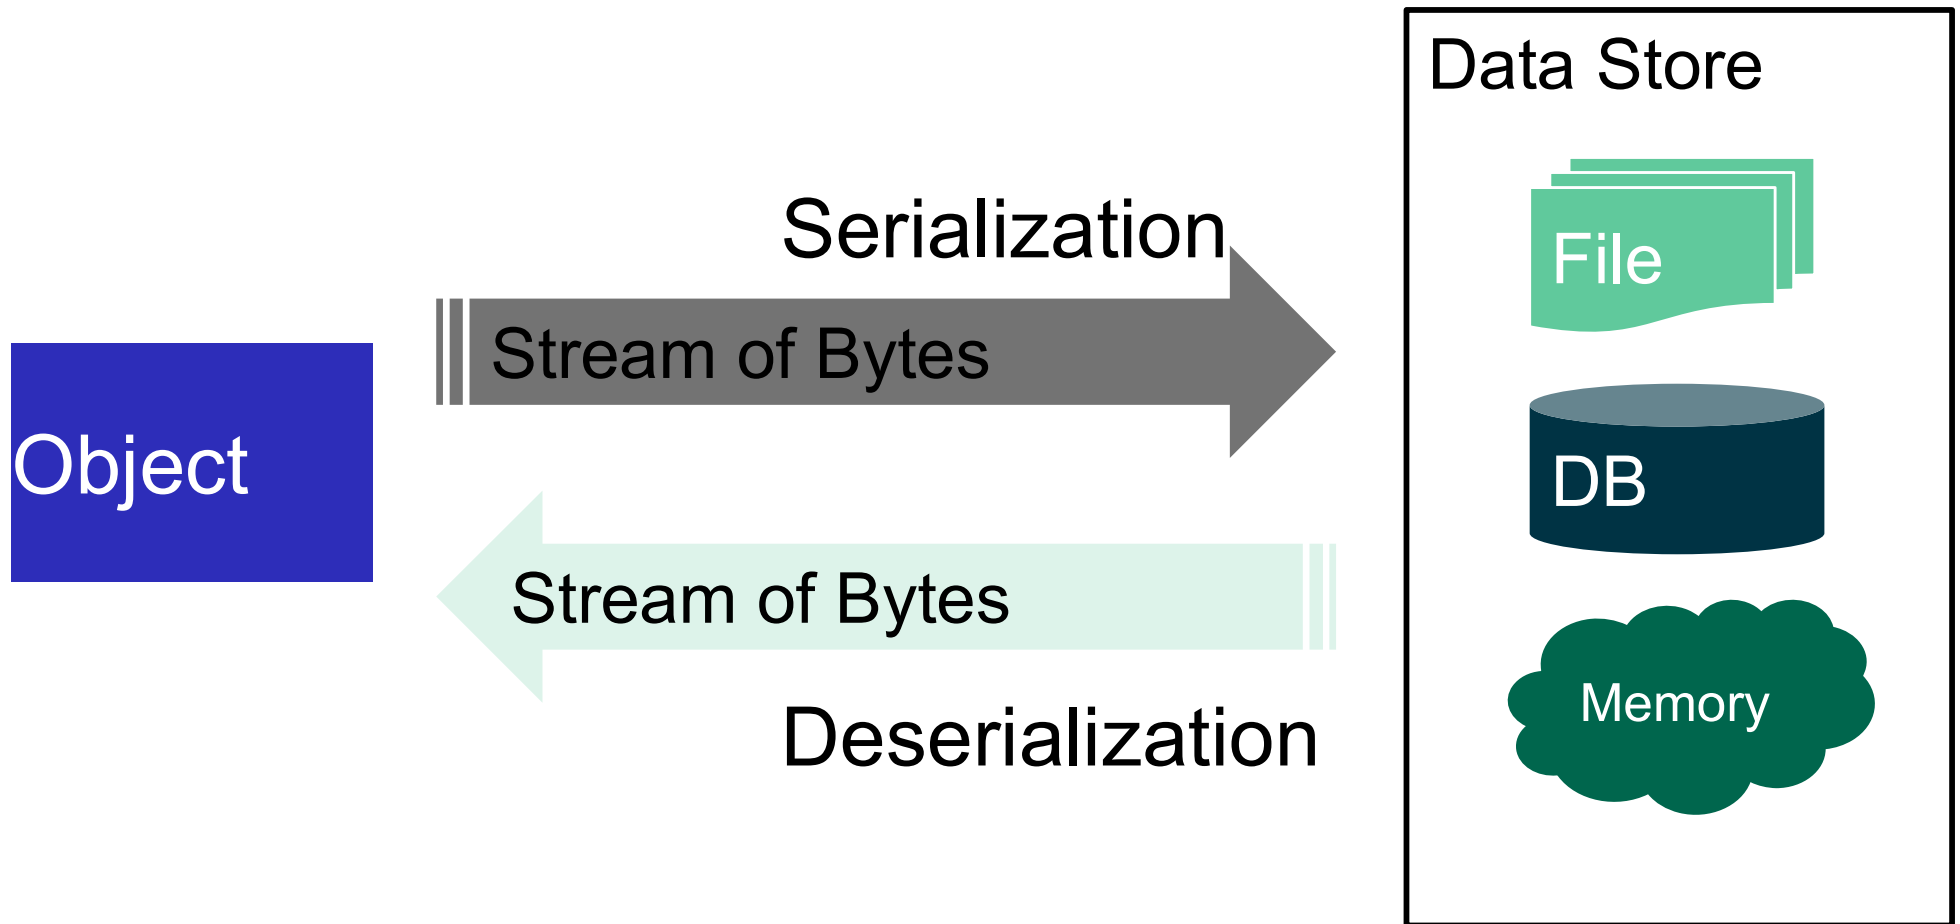 Data Store
Serialization
File
Stream of Bytes
Object
DB
Stream of Bytes
Memory
Deserialization